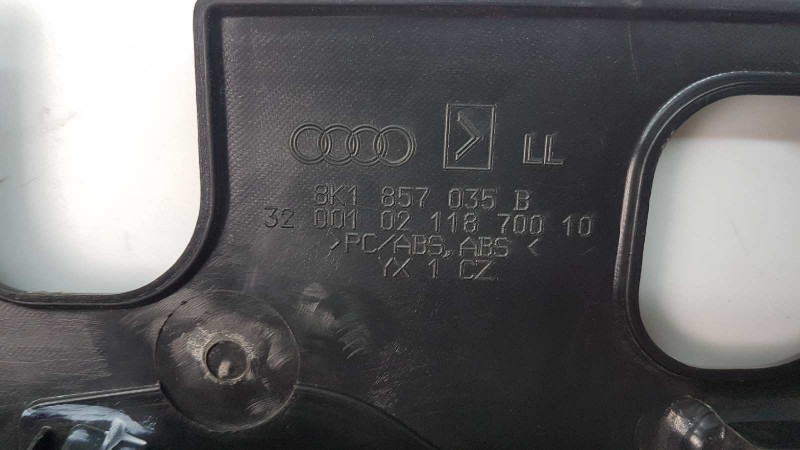 LL
8K1 857 035 B
32 001 02 118 700 10
>PC/ABS,ABS<
YX 1 CZ